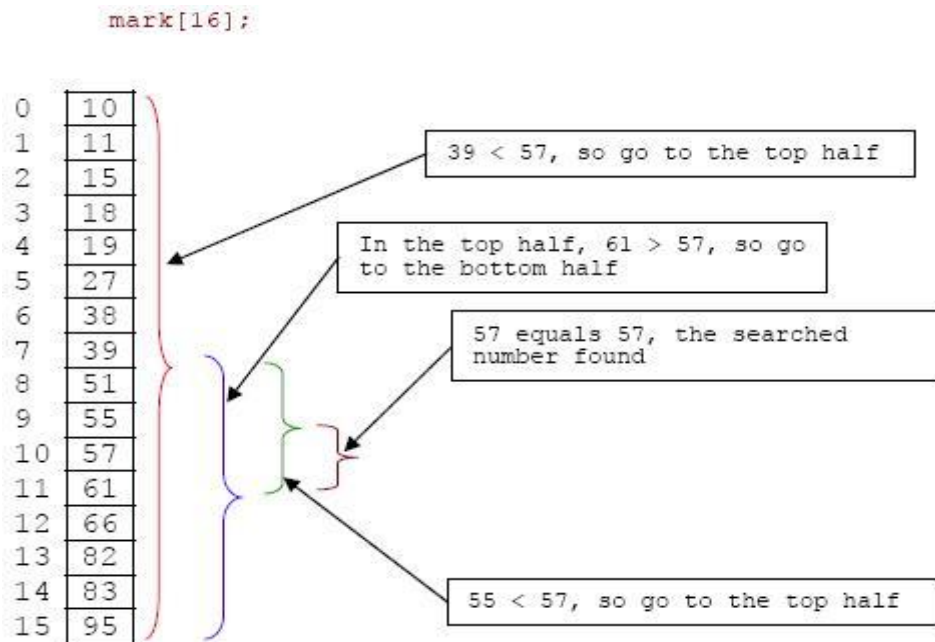 mark[16];
0 10
1 11
2 15
3 18
4 19
5 27
6 38
7 39
8 51
9 55
10 57
11 61
12 66
13 82
14 83
15 95
39 < 57, so go to the top half
In the top half, 61 > 57, so go
to the bottom half
57 equals 57, the searched
number found
55 < 57, so go to the top half